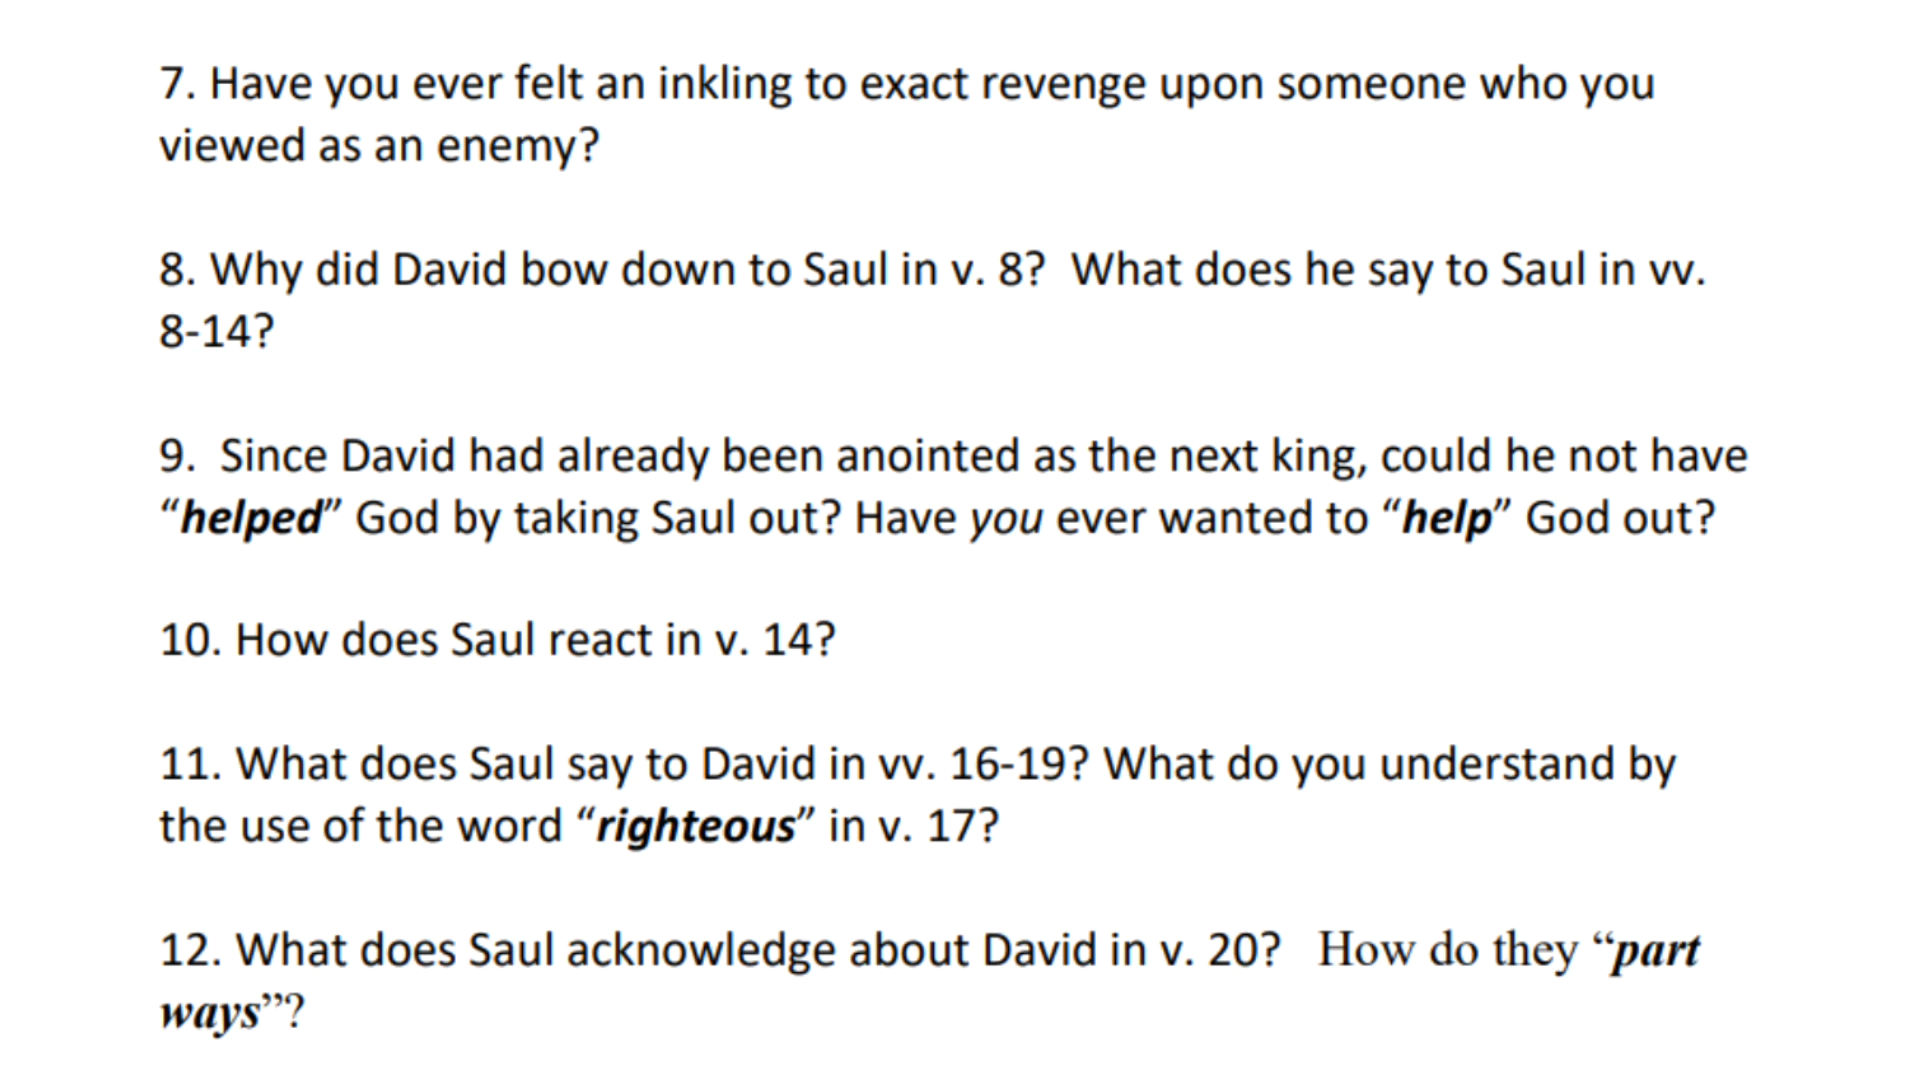 7. Have you ever felt an inkling to exact revenge upon someone who you
viewed as an enemy?
8. Why did David bow down to Saul in v. 8?  What does he say to Saul in vv.
8-14?
9.  Since David had already been anointed as the next king, could he not have
“helped” God by taking Saul out? Have you ever wanted to “help” God out?
10. How does Saul react in v. 14?
11. What does Saul say to David in vv. 16-19? What do you understand by
the use of the word “righteous” in v. 17?
12. What does Saul acknowledge about David in v. 20?   How do they “part
ways”?